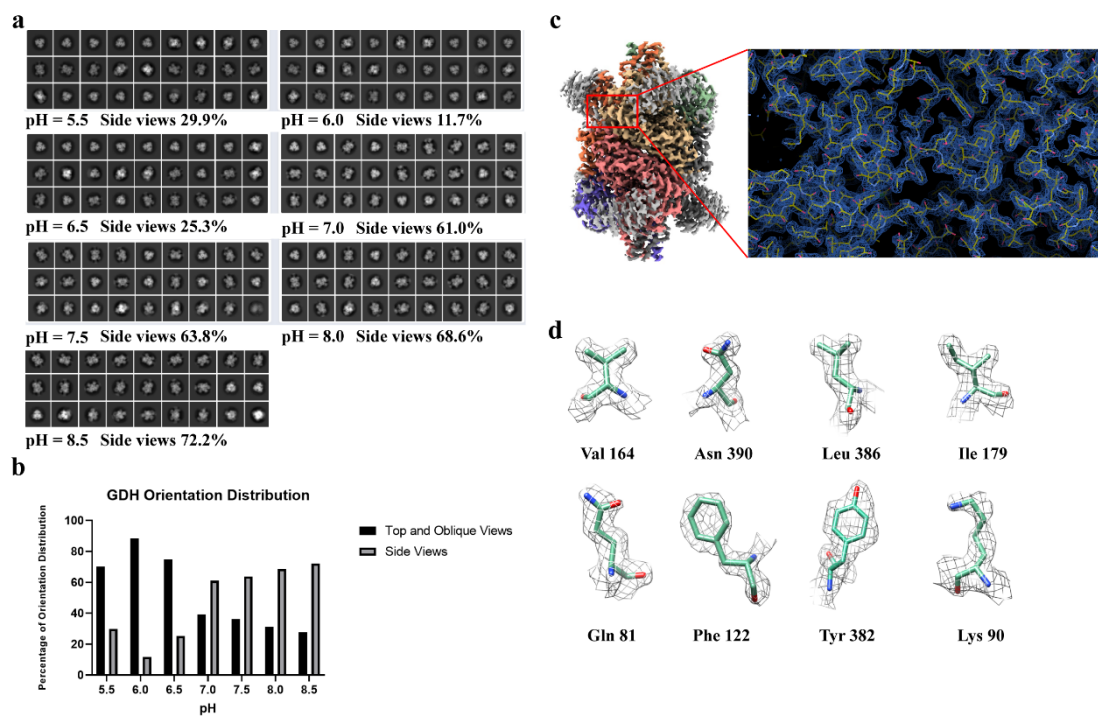 a
pH = 5.5 Side views 29.9%
pH = 6.0 Side views 11.7%
pH = 6.5 Side views 25.3%
pH = 7.0 Side views 61.0%
pH = 7.5 Side views 63.8%
pH = 8.0 Side views 68.6%
pH = 8.5 Side views 72.2%
b
GDH Orientation Distribution
Percentage of Orientation Distribution
100
80
60
40
20
0
5.5 6.0 6.5 7.0 7.5 8.0 8.5
pH
Top and Oblique Views
Side Views
c
d
Val 164 Asn 390 Leu 386 Ile 179
Gln 81 Phe 122 Tyr 382 Lys 90